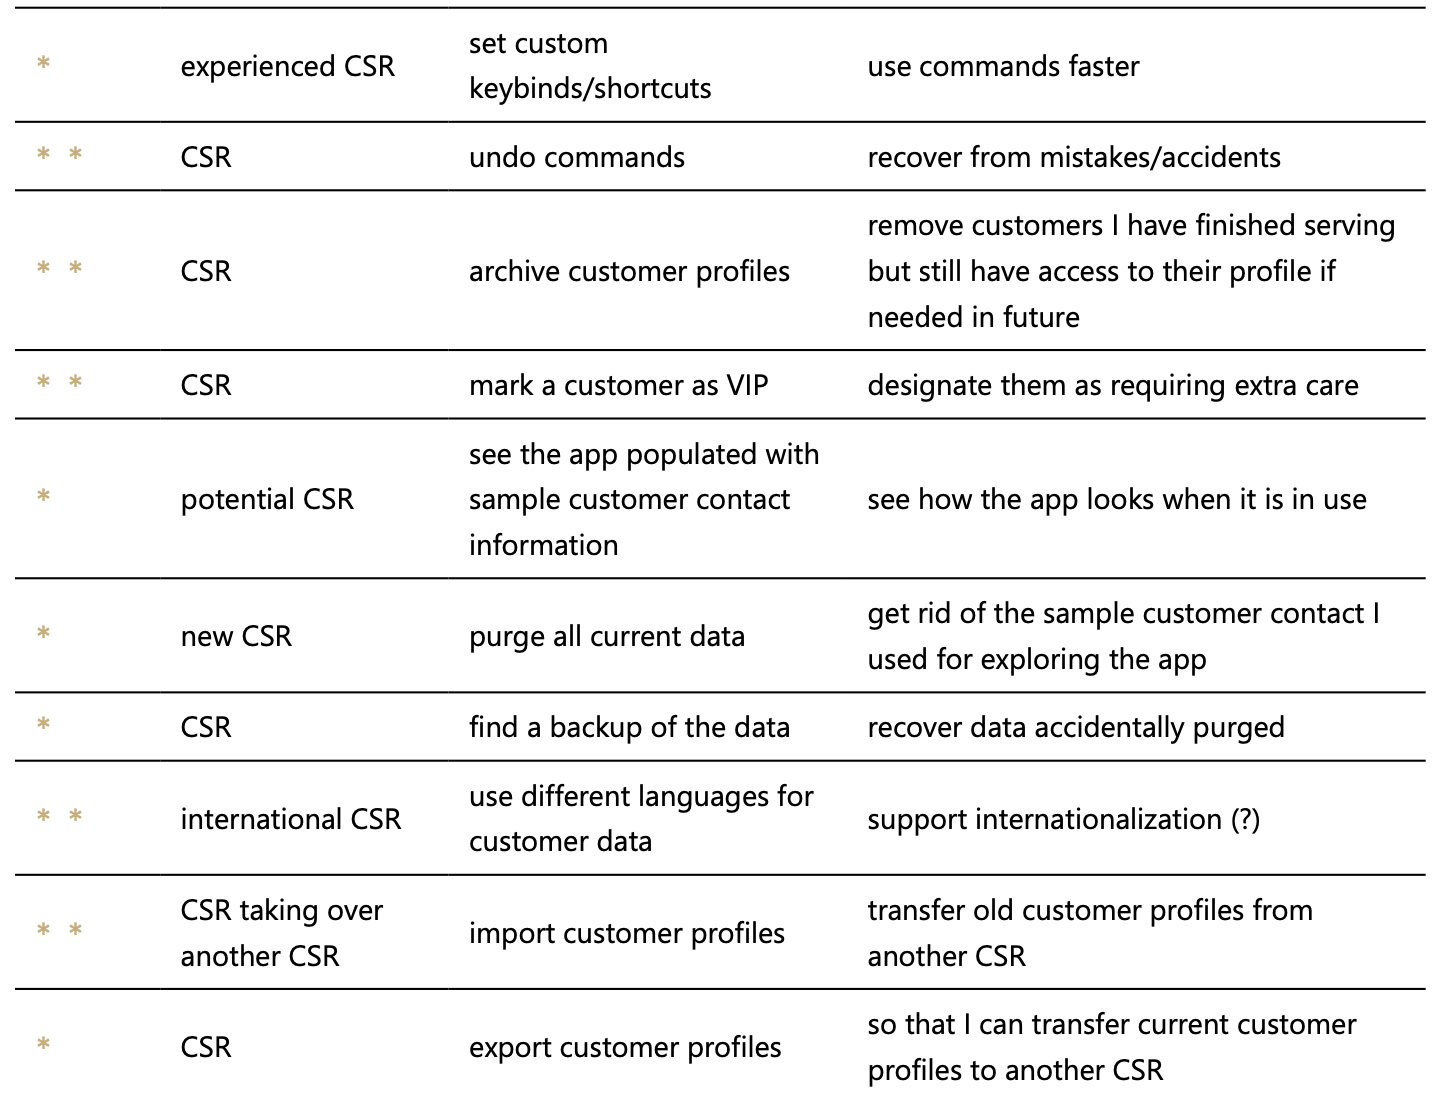 * experienced CSR set custom keybinds/shortcuts use commands faster
* * CSR undo commands recover from mistakes/accidents
* * CSR archive customer profiles remove customers I have finished serving but still have access to their profile if needed in future
* * CSR mark a customer as VIP designate them as requiring extra care
* potential CSR see the app populated with sample customer contact information see how the app looks when it is in use
* new CSR purge all current data get rid of the sample customer contact I used for exploring the app
* CSR find a backup of the data recover data accidentally purged
* * international CSR use different languages for customer data support internationalization (?)
* * CSR taking over another CSR import customer profiles transfer old customer profiles from another CSR
* CSR export customer profiles so that I can transfer current customer profiles to another CSR